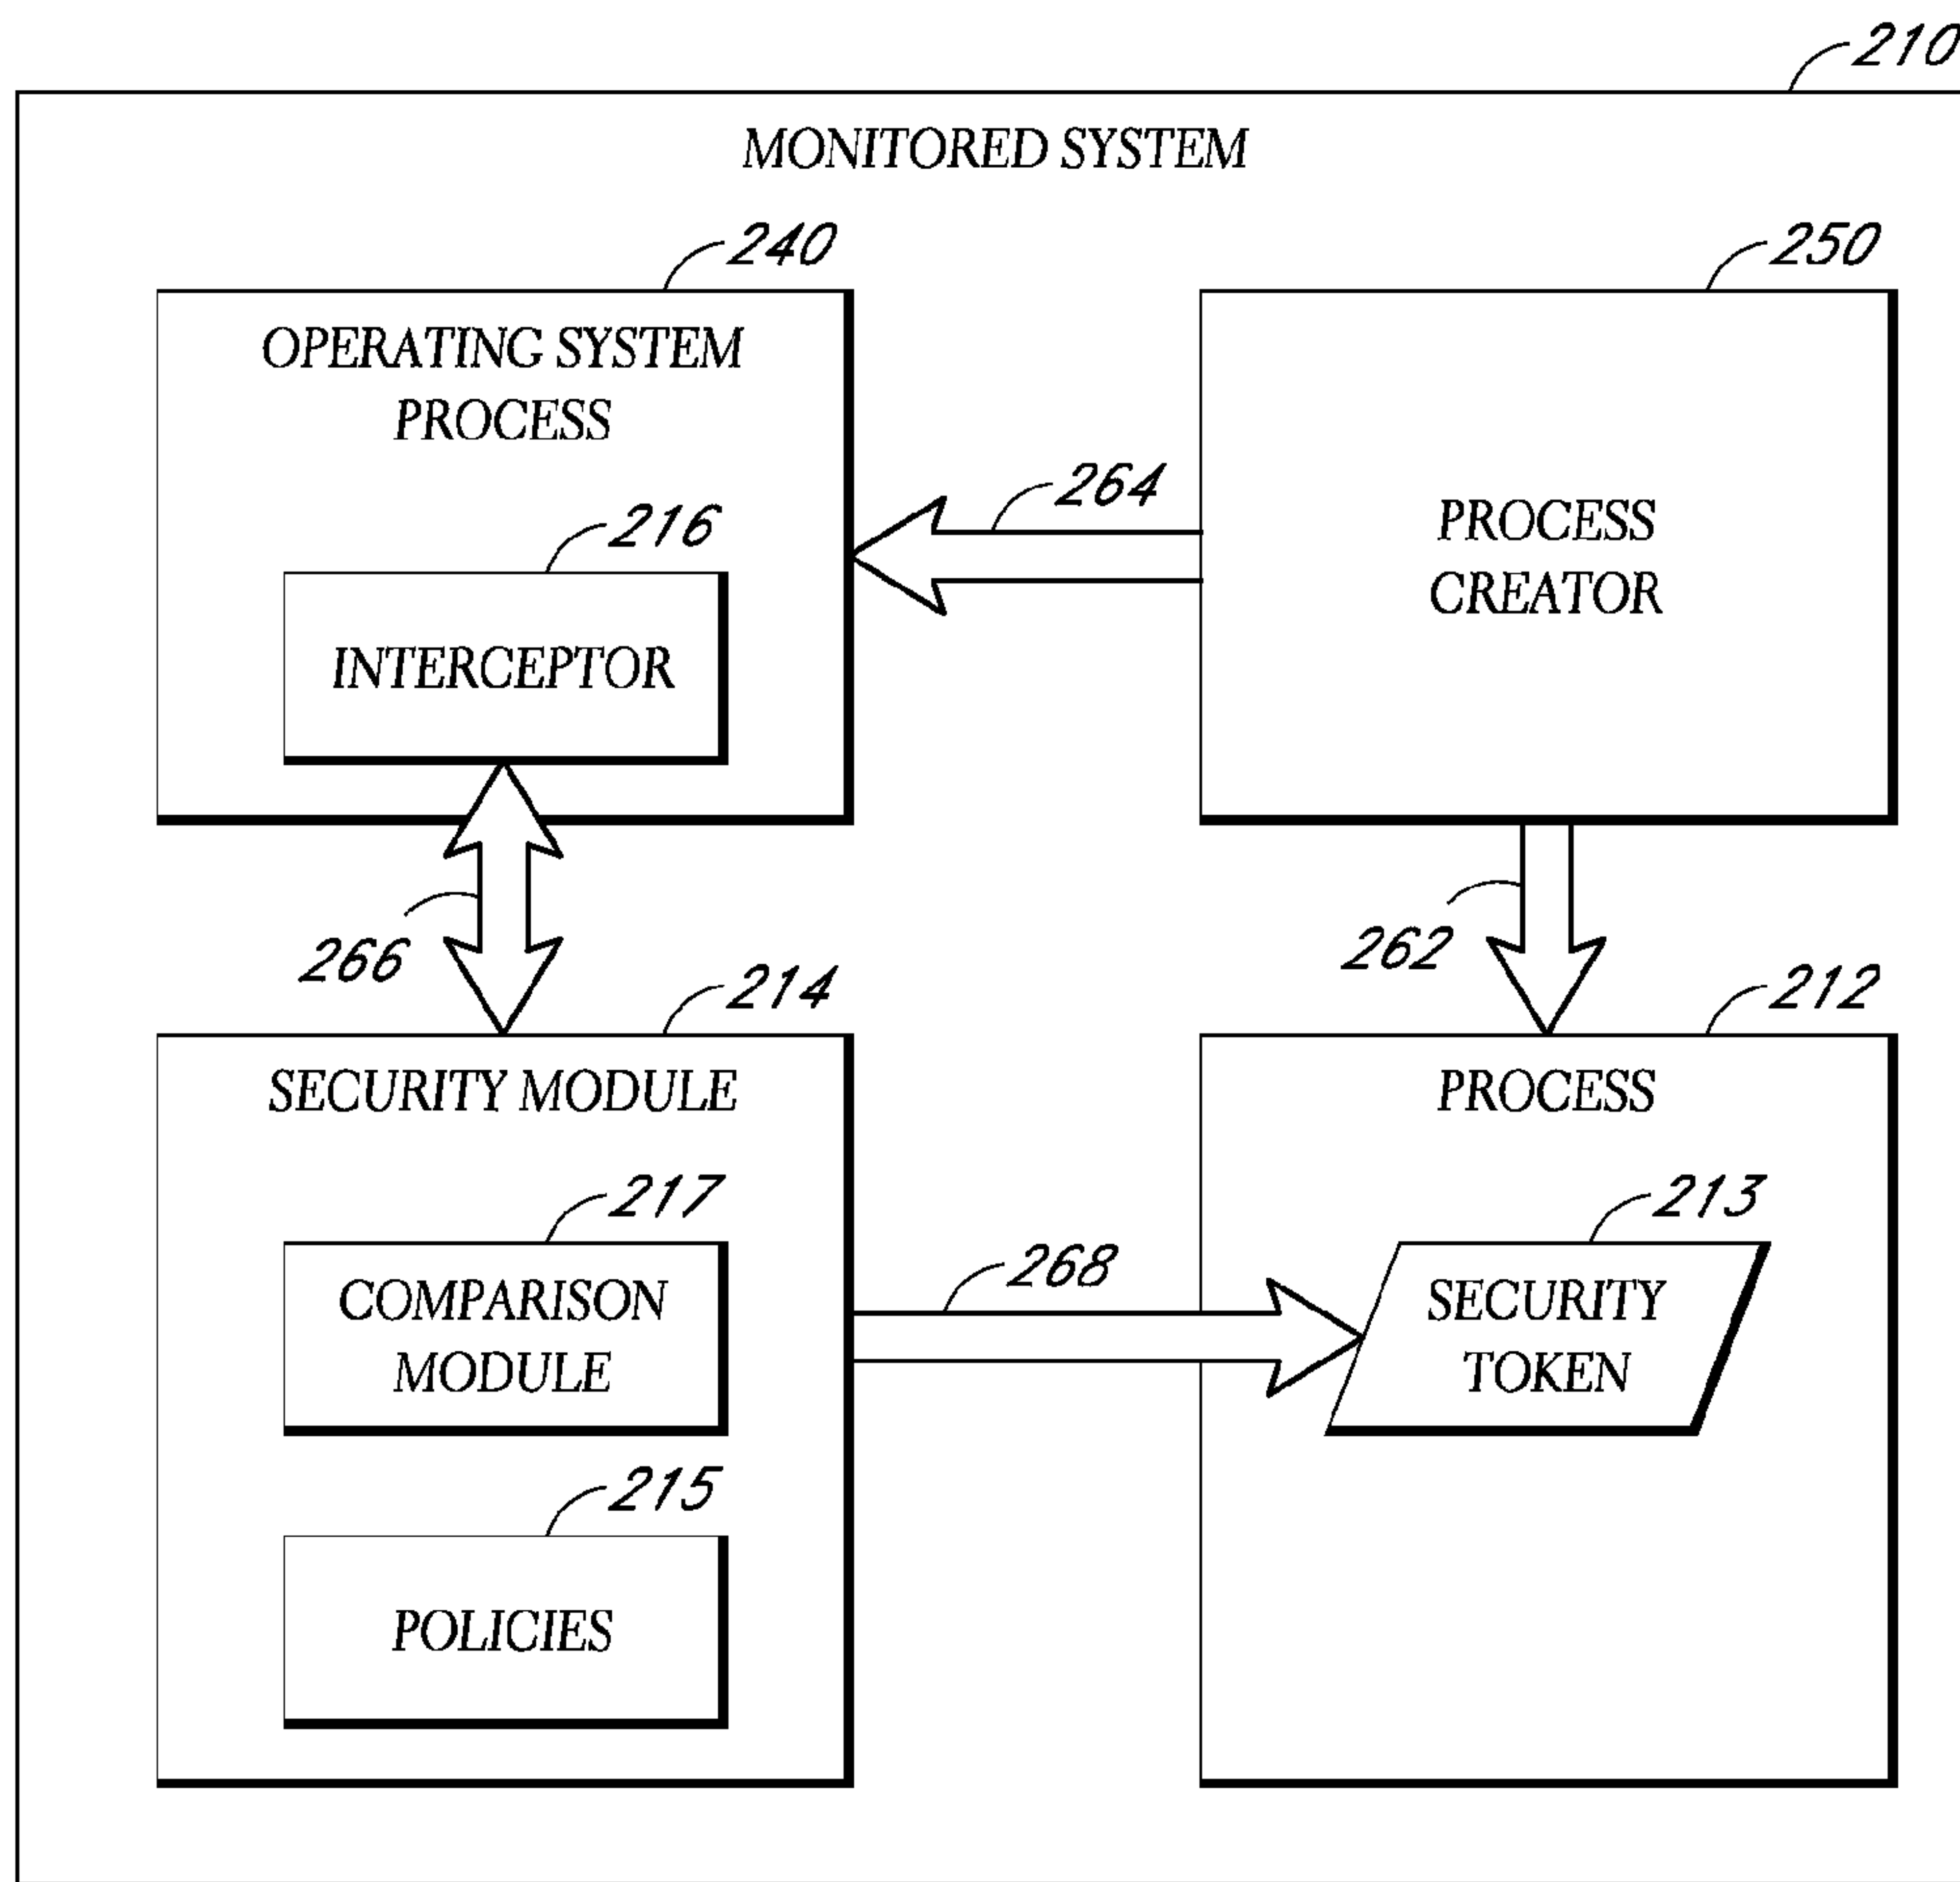 210
MONITORED SYSTEM
240
OPERATING SYSTEM
PROCESS
216
INTERCEPTOR
264
250
PROCESS
CREATOR
266
262
214
SECURITY MODULE
217
COMPARISON
MODULE
215
POLICIES
268
212
PROCESS
213
SECURITY
TOKEN